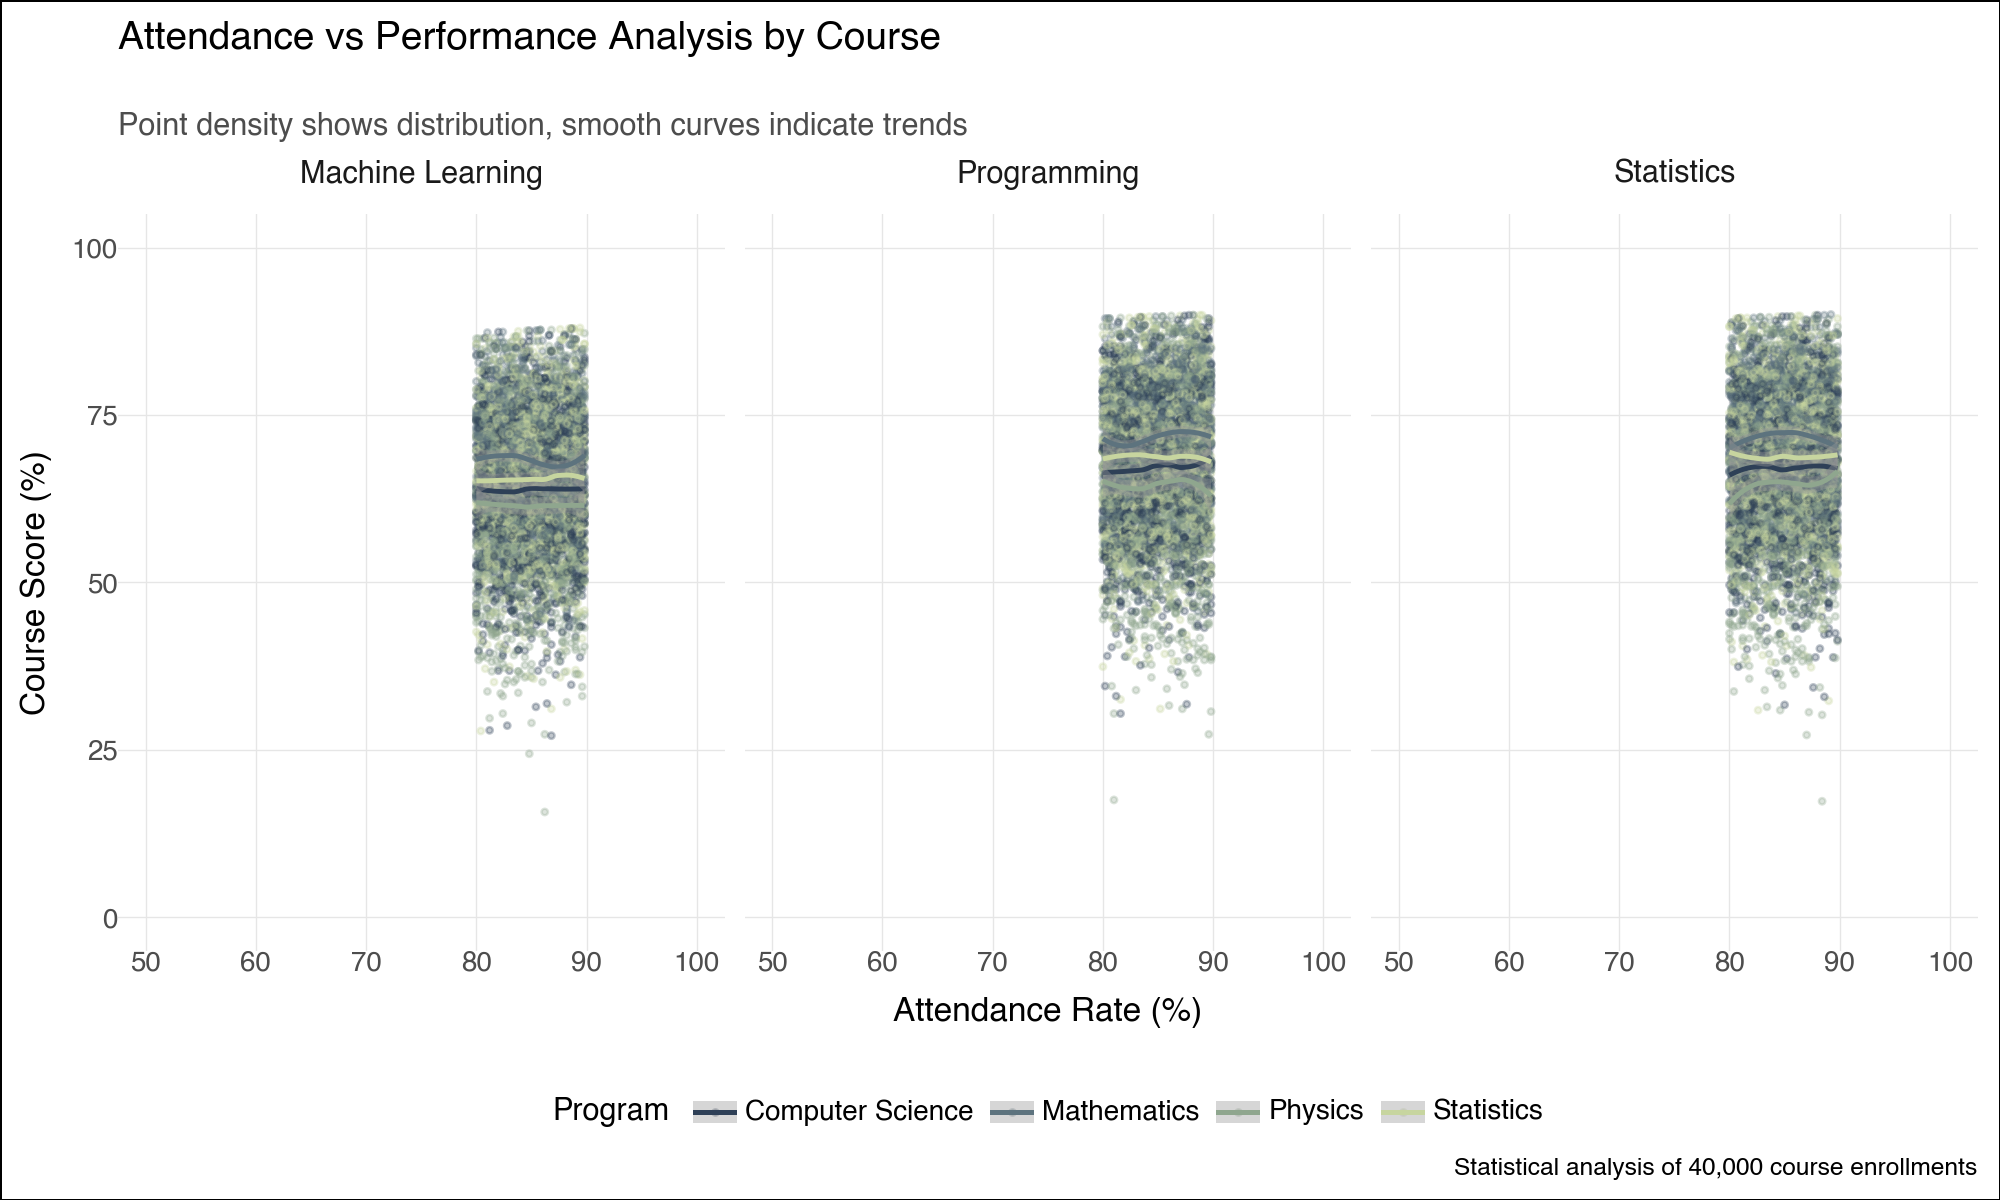 Attendance vs Performance Analysis by Course
Point density shows distribution, smooth curves indicate trends
Machine Learning
Programming
Statistics
Course Score (%)
100
75
50
25
0
50 60 70 80 90 100
50 60 70 80 90 100
50 60 70 80 90 100
Attendance Rate (%)
Program Computer Science Mathematics Physics Statistics
Statistical analysis of 40,000 course enrollments